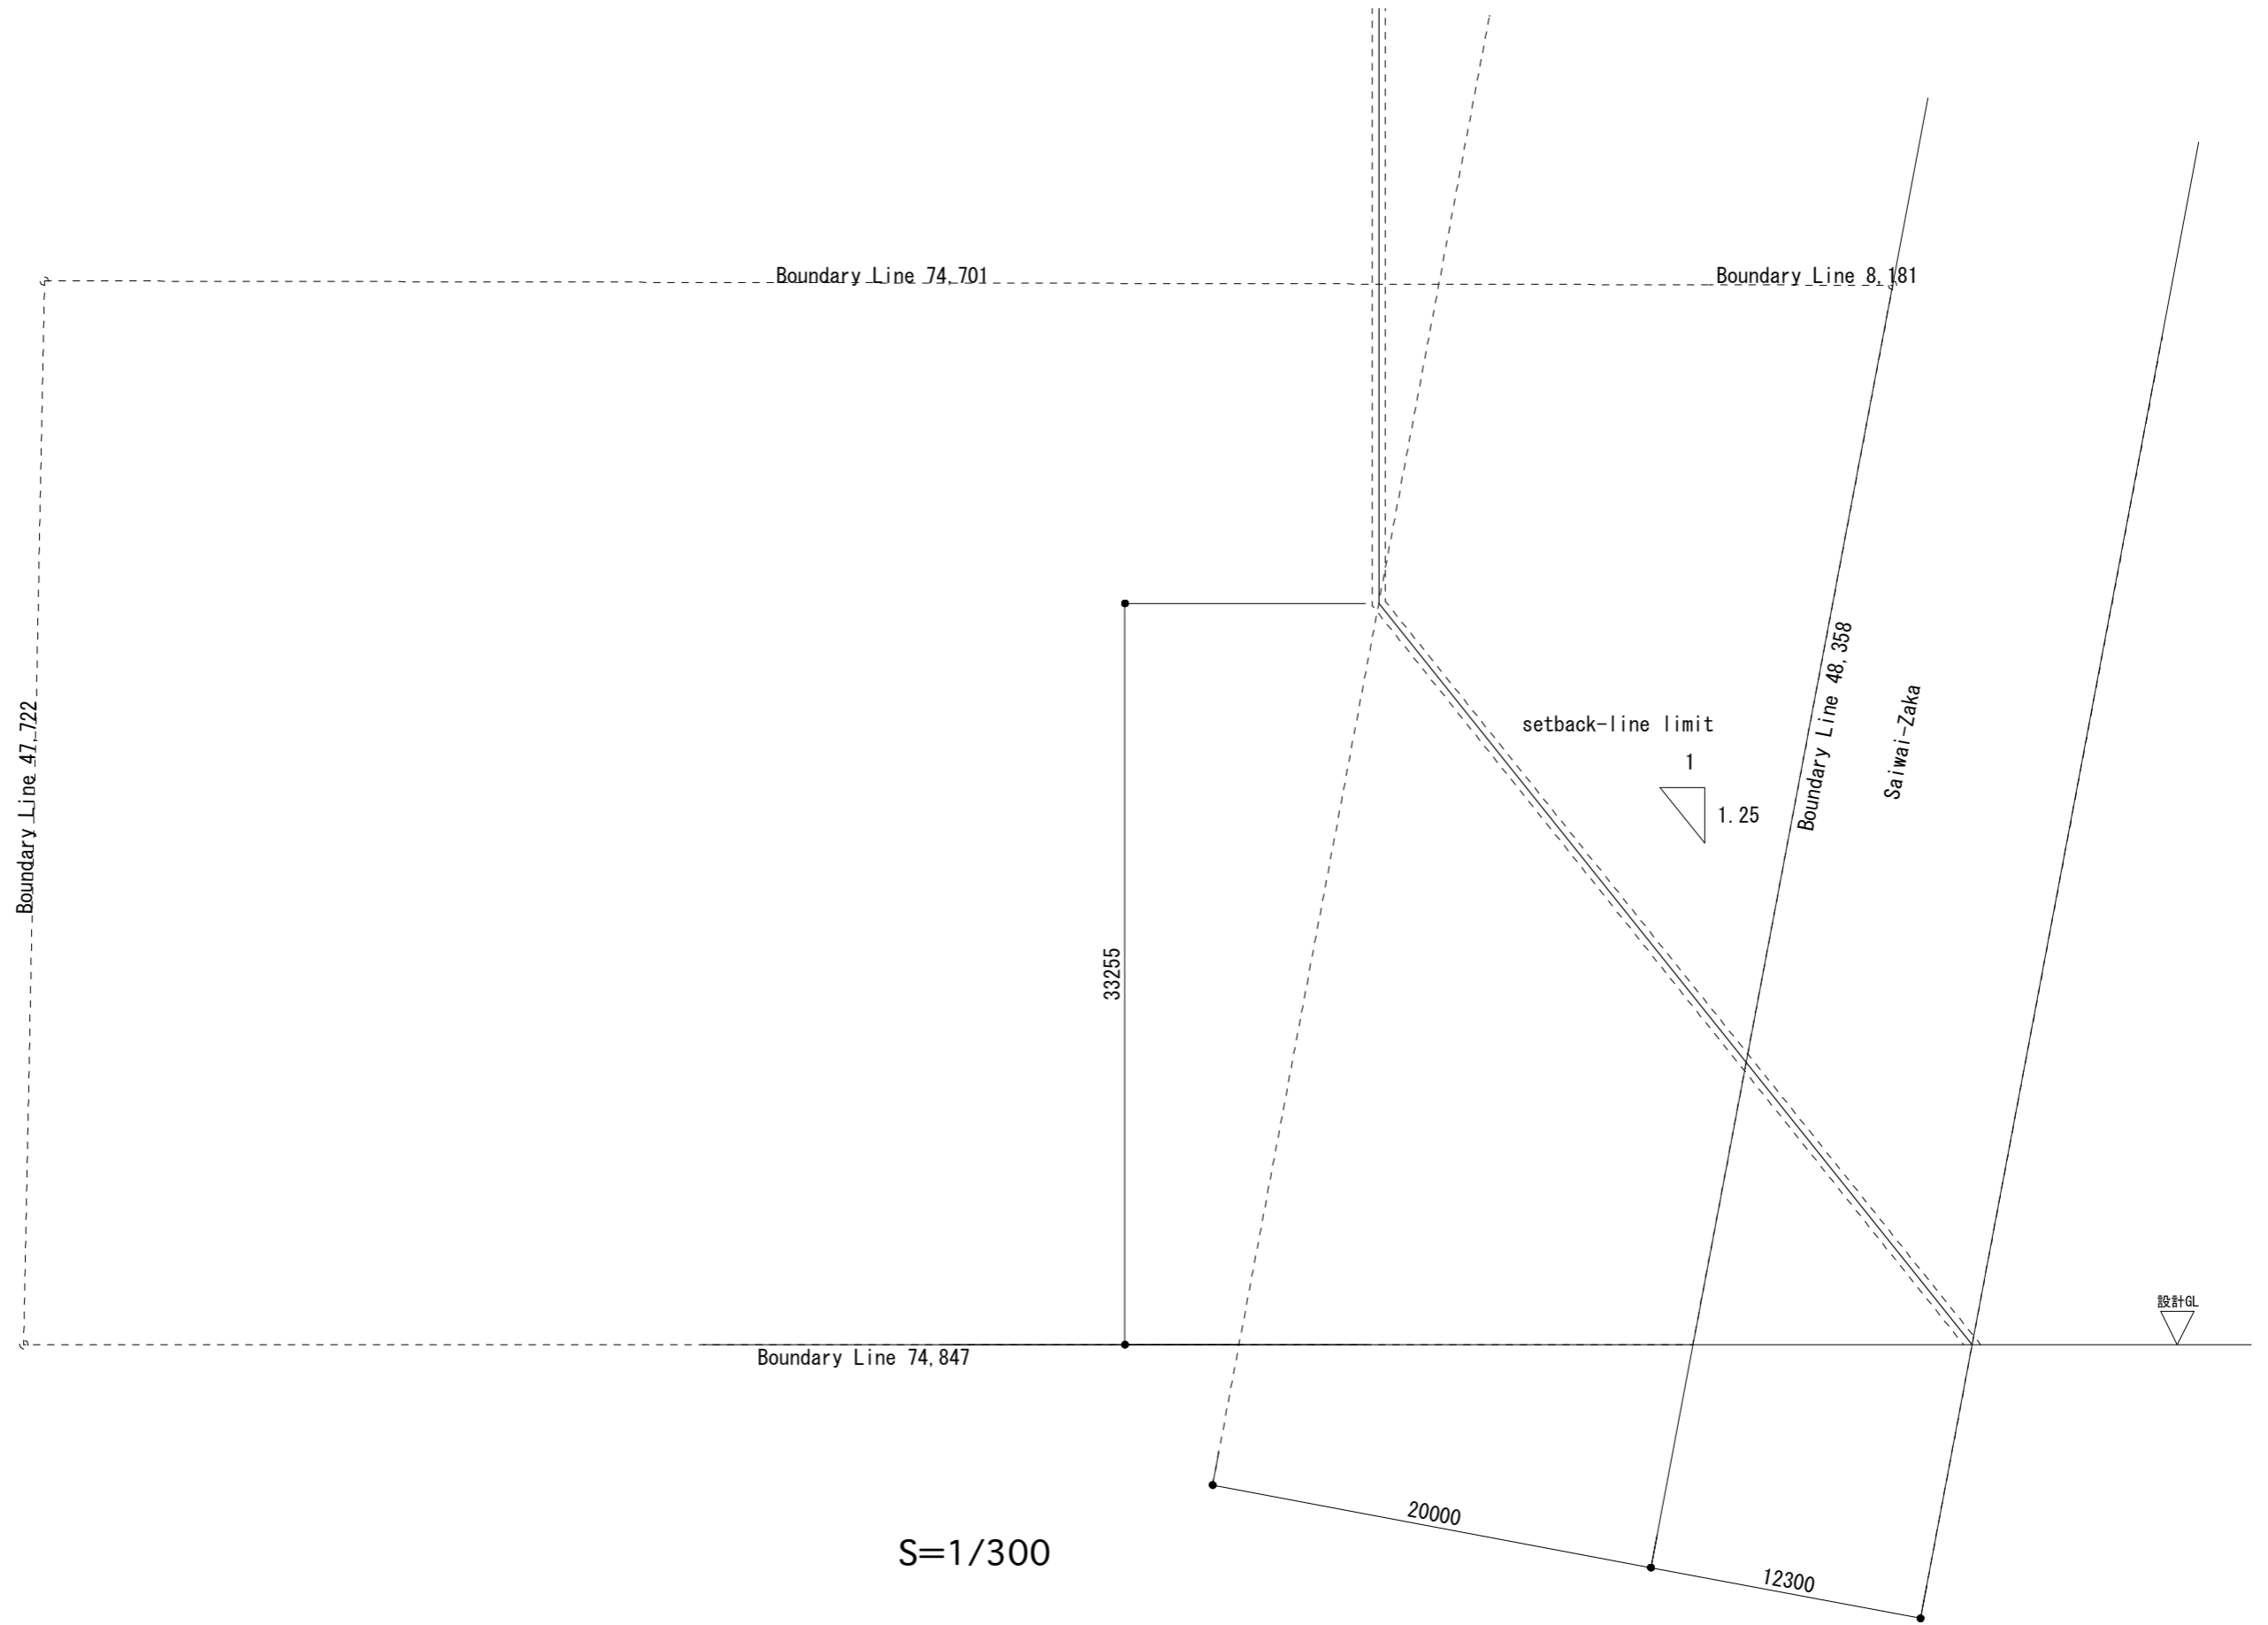 Boundary Line 74,701
Boundary Line 8,181
Boundary Line 47,722
Boundary Line 48,358
Saiwai-Zaka
setback-line limit
1
1.25
33255
設計GL
Boundary Line 74,847
20000
12300
S=1/300